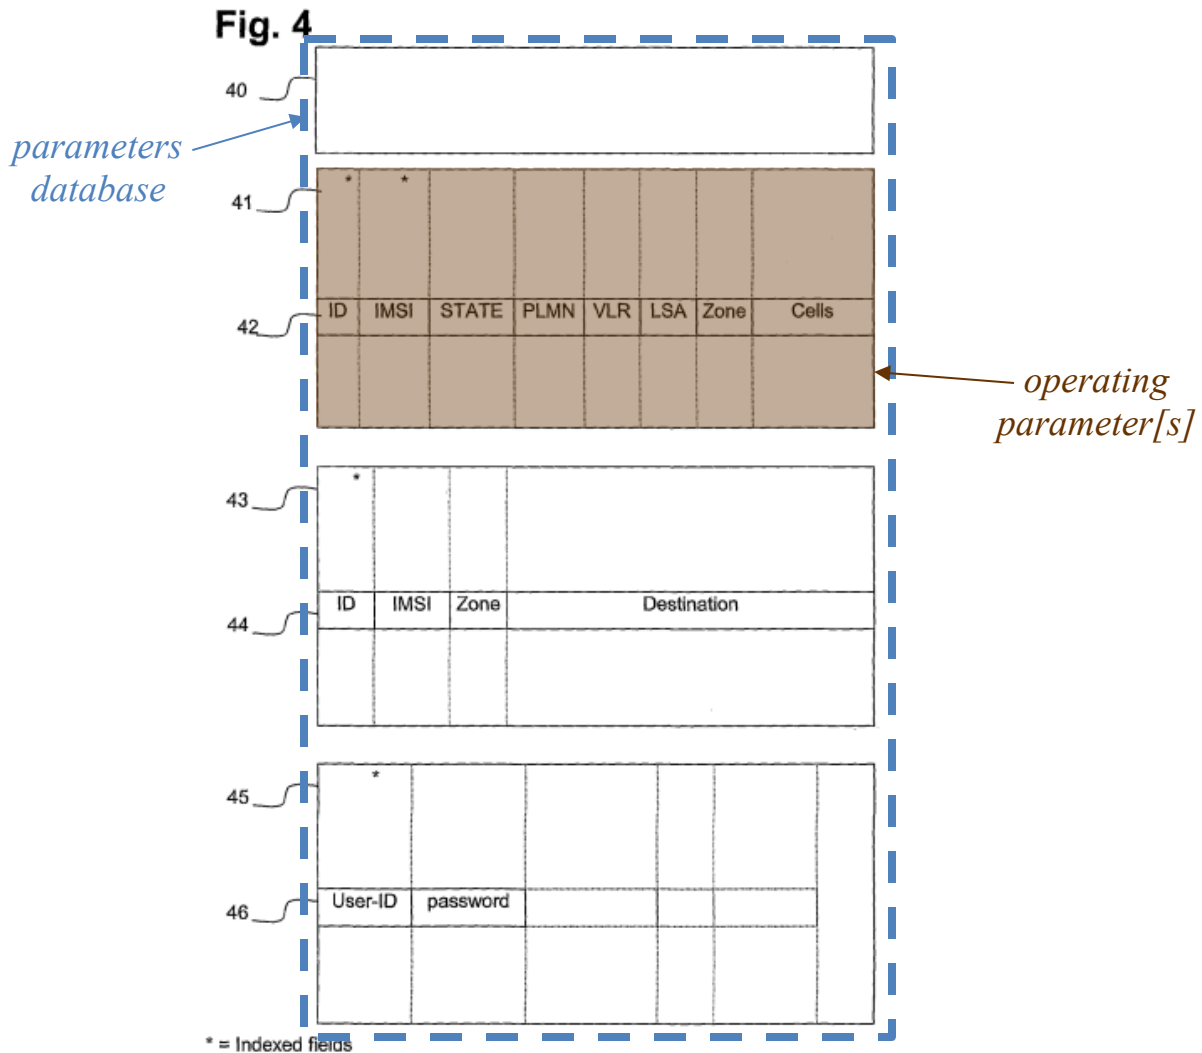 Fig. 4
40
parameters
database
* *
41
ID IMSI STATE PLMN VLR LSA Zone Cells
42
operating
parameter[s]
*
43
ID IMSI Zone Destination
44
*
45
User-ID password
46
* = Indexed fields